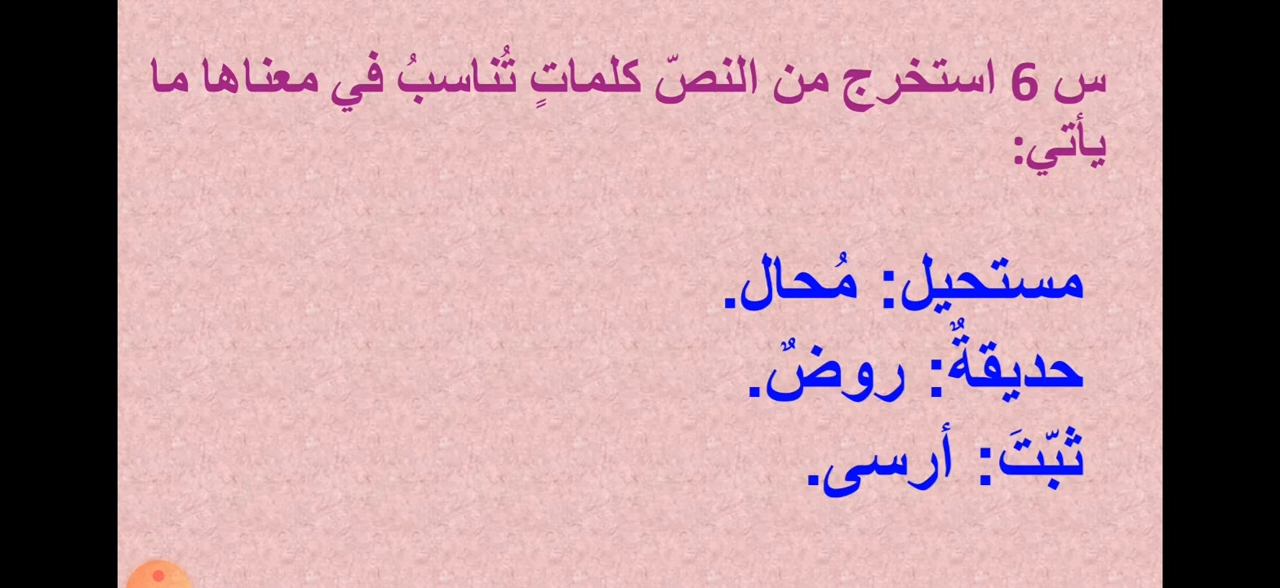 س 6 استخرج من النصّ كلماتٍ تُناسبُ في معناها ما
يأتي:
مستحيل: مُحال.
حديقةٌ: روضٌ.
ثبّتَ: أرسى.